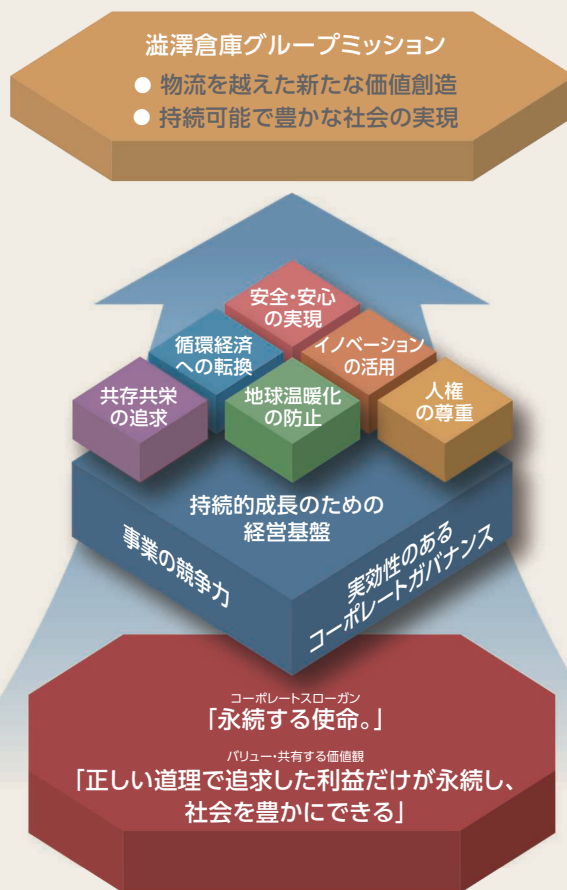 澁澤倉庫グループミッション
● 物流を越えた新たな価値創造
● 持続可能で豊かな社会の実現
安全・安心
の実現
循環経済
への転換
イノベーション
の活用
共存共栄
の追求
地球温暖化
の防止
人権
の尊重
持続的成長のための
経営基盤
事業の競争力
実効性のある
コーポレートガバナンス
コーポレートスローガン
「永続する使命。」
バリュー・共有する価値観
「正しい道理で追求した利益だけが永続し、
社会を豊かにできる」